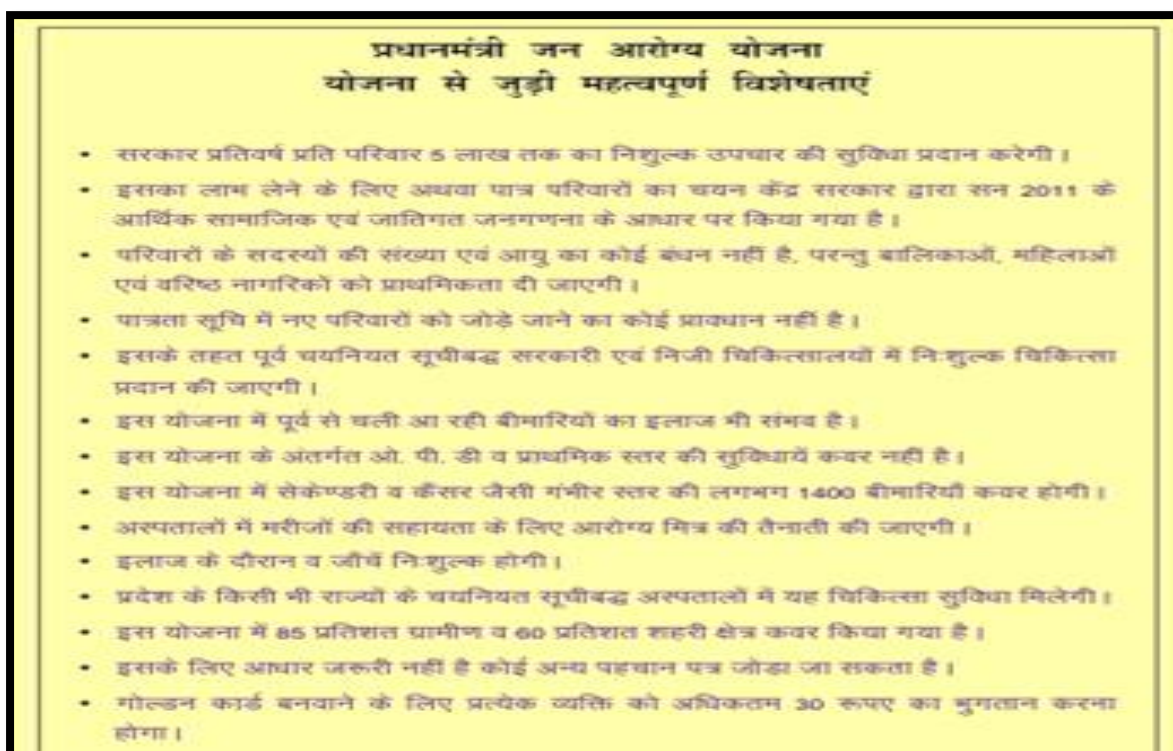 प्रधानमंत्री जन आरोग्य योजना
योजना से जुड़ी महत्वपूर्ण विशेषताएं
• सरकार प्रतिवर्ष प्रति परिवार 5 लाख तक का निशुल्क उपचार की सुविधा प्रदान करेगी।
• इसका लाभ लेने के लिए अथवा पात्र परिवारों का चयन केंद्र सरकार द्वारा सन 2011 के
आर्थिक सामाजिक एवं जातिगत जनगणना के आधार पर किया गया है।
• परिवारों के सदस्यों की संख्या एवं आयु का कोई बंधन नहीं है, परन्तु बालिकाओं, महिलाओं
एवं वरिष्ठ नागरिकों को प्राथमिकता दी जाएगी।
• पात्रता सूचि में नए परिवारों को जोड़े जाने का कोई प्रावधान नहीं है।
• इसके तहत पूर्व चयनियत सूचीबद्ध सरकारी एवं निजी चिकित्सालयों में निःशुल्क चिकित्सा
प्रदान की जाएगी।
• इस योजना में पूर्व से चली आ रही बीमारियों का इलाज भी संभव है।
• इस योजना के अंतर्गत ओ. पी. डी व प्राथमिक स्तर की सुविधायें कवर नहीं है।
• इस योजना में सेकेण्डरी व कैंसर जैसी गंभीर स्तर की लगभग 1400 बीमारियाँ कवर होगी।
• अस्पतालों में मरीजों की सहायता के लिए आरोग्य मित्र की तैनाती की जाएगी।
• इलाज के दौरान व जाँचें निःशुल्क होगी।
• प्रदेश के किसी भी राज्यों के चयनियत सूचीबद्ध अस्पतालों में यह चिकित्सा सुविधा मिलेगी।
• इस योजना में 85 प्रतिशत ग्रामीण व 60 प्रतिशत शहरी क्षेत्र कवर किया गया है।
• इसके लिए आधार जरूरी नहीं है कोई अन्य पहचान पत्र जोडा जा सकता है।
• गोल्डन कार्ड बनवाने के लिए प्रत्येक व्यक्ति को अधिकतम 30 रूपए का भुगतान करना
होगा।